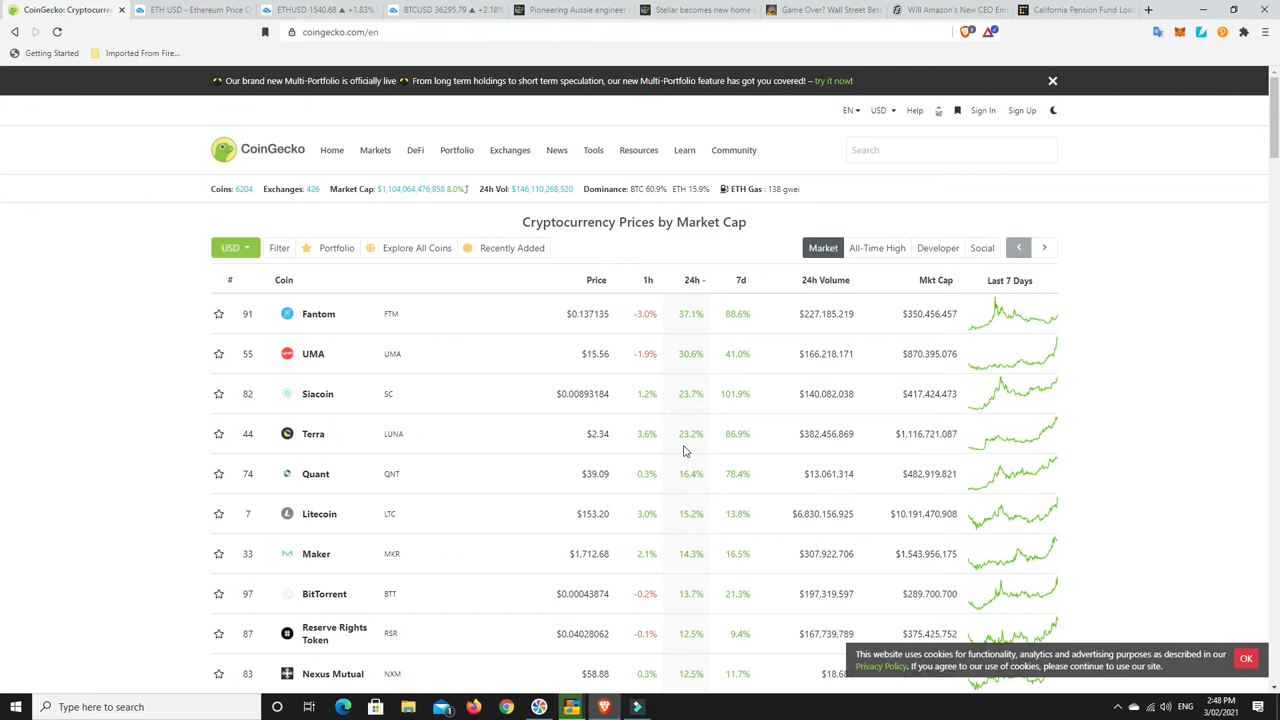 CoinGecko: Cryptocurrenc
ETH USD - Ethereum Price C
ETHUSD 1540.68 ▲ +1.83%
BTCUSD 36295.79 ▲ +2.18%
Pioneering Aussie engineer
Stellar becomes new home
Game Over? Wall Street Bets
Will Amazon's New CEO Emb
California Pension Fund Loa
coingecko.com/en
Getting Started
Imported From Fire...
Our brand new Multi-Portfolio is officially live
From long term holdings to short term speculation, our new Multi-Portfolio feature has got you covered! – try it now!
EN
USD
Help
Sign In
Sign Up
CoinGecko
Home
Markets
DeFi
Portfolio
Exchanges
News
Tools
Resources
Learn
Community
Search
Coins: 6204 Exchanges: 426 Market Cap: $1,104,064,476,858 8.0% 24h Vol: $146,110,268,520 Dominance: BTC 60.9% ETH 15.9% ETH Gas : 138 gwei
Cryptocurrency Prices by Market Cap
USD
Filter
Portfolio
Explore All Coins
Recently Added
Market
All-Time High
Developer
Social
# Coin Price 1h 24h 7d 24h Volume Mkt Cap Last 7 Days
91 Fantom FTM $0.137135 -3.0% 37.1% 88.6% $227,185,219 $350,456,457
55 UMA UMA $15.56 -1.9% 30.6% 41.0% $166,218,171 $870,395,076
82 Siacoin SC $0.00893184 1.2% 23.7% 101.9% $140,082,038 $417,424,473
44 Terra LUNA $2.34 3.6% 23.2% 86.9% $382,456,869 $1,116,721,087
74 Quant QNT $39.09 0.3% 16.4% 78.4% $13,061,314 $482,929,821
7 Litecoin LTC $153.20 3.0% 15.2% 13.8% $6,830,156,925 $10,191,470,908
33 Maker MKR $1,712.68 2.1% 14.3% 16.5% $307,922,706 $1,543,956,175
97 BitTorrent BTT $0.00043874 -0.2% 13.7% 21.3% $197,319,597 $289,700,700
87 Reserve Rights Token RSR $0.04028062 -0.1% 12.5% 9.4% $167,739,789 $375,425,752
83 Nexus Mutual NXM $58.88 0.3% 12.5% 11.7% $18,6
This website uses cookies for functionality, analytics and advertising purposes as described in our
Privacy Policy. If you agree to our use of cookies, please continue to use our site.
OK
Type here to search
ENG
2:48 PM
3/02/2021